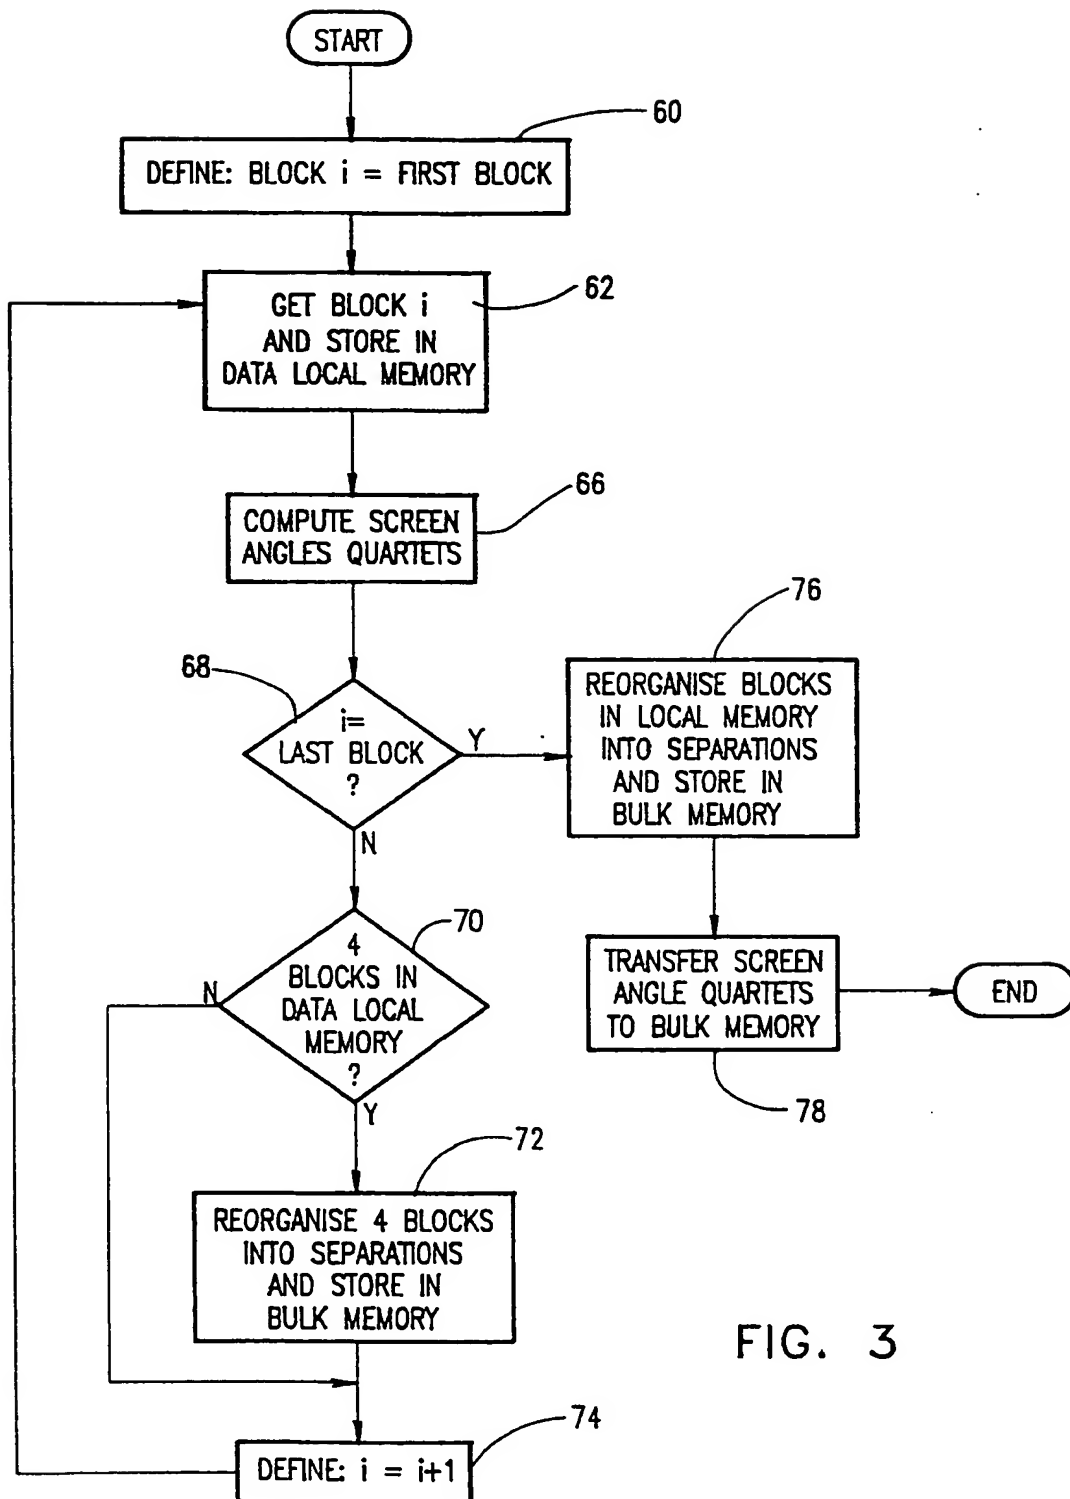 START
60
DEFINE: BLOCK i = FIRST BLOCK
62
GET BLOCK i
AND STORE IN
DATA LOCAL MEMORY
66
COMPUTE SCREEN
ANGLES QUARTETS
76
68
i=
LAST BLOCK
?
Y
N
REORGANISE BLOCKS
IN LOCAL MEMORY
INTO SEPARATIONS
AND STORE IN
BULK MEMORY
70
4
BLOCKS IN
DATA LOCAL
MEMORY
?
N
Y
TRANSFER SCREEN
ANGLE QUARTETS
TO BULK MEMORY
END
78
72
REORGANISE 4 BLOCKS
INTO SEPARATIONS
AND STORE IN
BULK MEMORY
FIG. 3
74
DEFINE: i = i+1